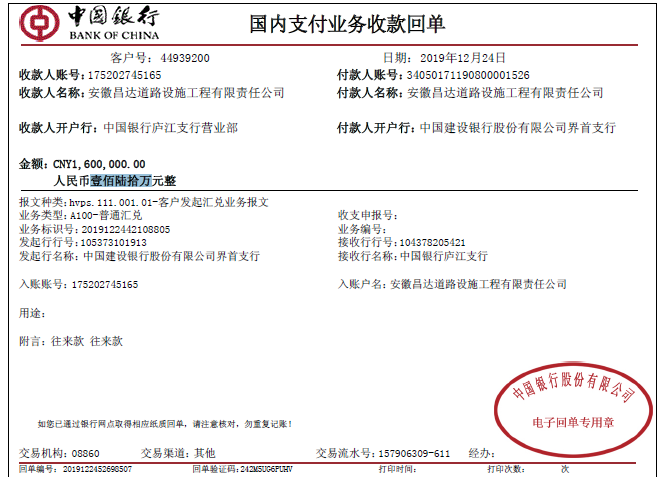 中国银行 国内支付业务收款回单
BANK OF CHINA
客户号：44939200 日期：2019年12月24日
收款人账号：175202745165 付款人账号：34050171190800001526
收款人名称：安徽昌达道路设施工程有限责任公司 付款人名称：安徽昌达道路设施工程有限责任公司
收款人开户行：中国银行庐江支行营业部 付款人开户行：中国建设银行股份有限公司界首支行
金额：CNY1,600,000.00
人民币壹佰陆拾万元整
报文种类：hvps.111.001.01-客户发起汇兑业务报文
业务类型：A100-普通汇兑 收支申报号：
业务标识号：2019122442108805 业务编号：
发起行行号：105373101913 接收行行号：104378205421
发起行名称：中国建设银行股份有限公司界首支行 接收行名称：中国银行庐江支行
入账账号：175202745165 入账户名：安徽昌达道路设施工程有限责任公司
用途：
附言：往来款 往来款
中国银行股份有限公司
电子回单专用章
如您已通过银行网点取得相应纸质回单，请注意核对，勿重复记账！
交易机构：08860 交易渠道：其他 交易流水号：157906309-611 经办：
回单编号：2019122452698507 回单验证码：242M5UG6PUHV 打印时间： 打印次数： 次